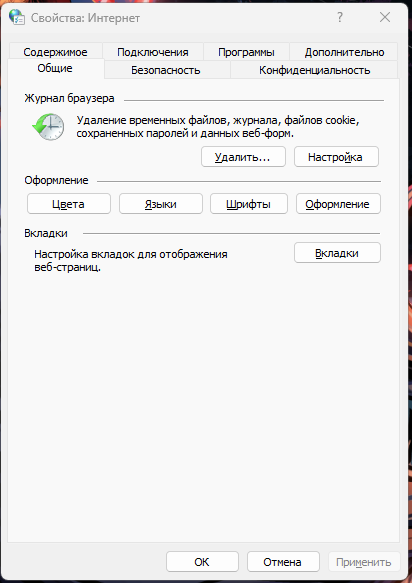 Свойства: Интернет
?
Содержимое
Подключения
Программы
Дополнительно
Общие
Безопасность
Конфиденциальность
Журнал браузера
Удаление временных файлов, журнала, файлов cookie,
сохраненных паролей и данных веб-форм.
Удалить...
Настройка
Оформление
Цвета
Языки
Шрифты
Оформление
Вкладки
Настройка вкладок для отображения
веб-страниц.
Вкладки
ОК
Отмена
Применить